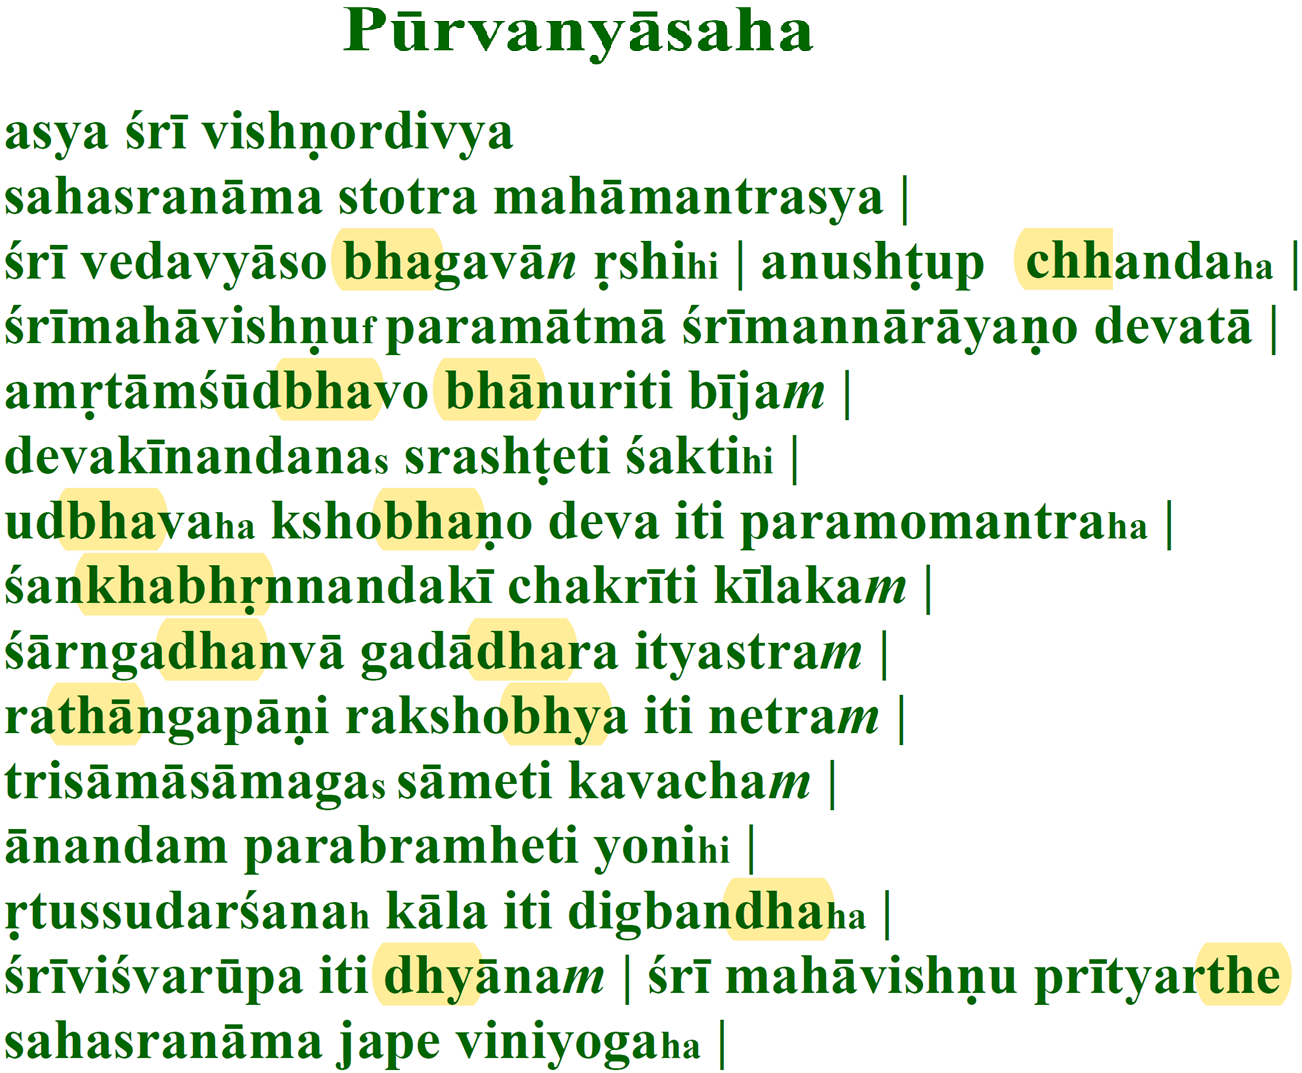 Pūrvanyāsaha
asya śrī vishṇordivya
sahasranāma stotra mahāmantrasya |
śrī vedavyāso bhagavān ṛshihi | anushṭup chhandaha |
śrīmahāvishṇuf paramātmā śrīmannārāyaṇo devatā |
amṛtāmśūdbhavo bhānuriti bījam |
devakīnandanas srashṭeti śaktihi |
udbhavaha kshobhaṇo deva iti paramomantraha |
śankhabhṛnnandakī chakrīti kīlakam |
śārngadhanvā gadādhara ityastram |
rathāngapāṇi rakshobhya iti netram |
trisāmāsāmagas sāmeti kavacham |
ānandam parabramheti yonihi |
ṛtussudarśanah kāla iti digbandhaha |
śrīviśvarūpa iti dhyānam | śrī mahāvishṇu prītyarthe
sahasranāma jape viniyogaha |